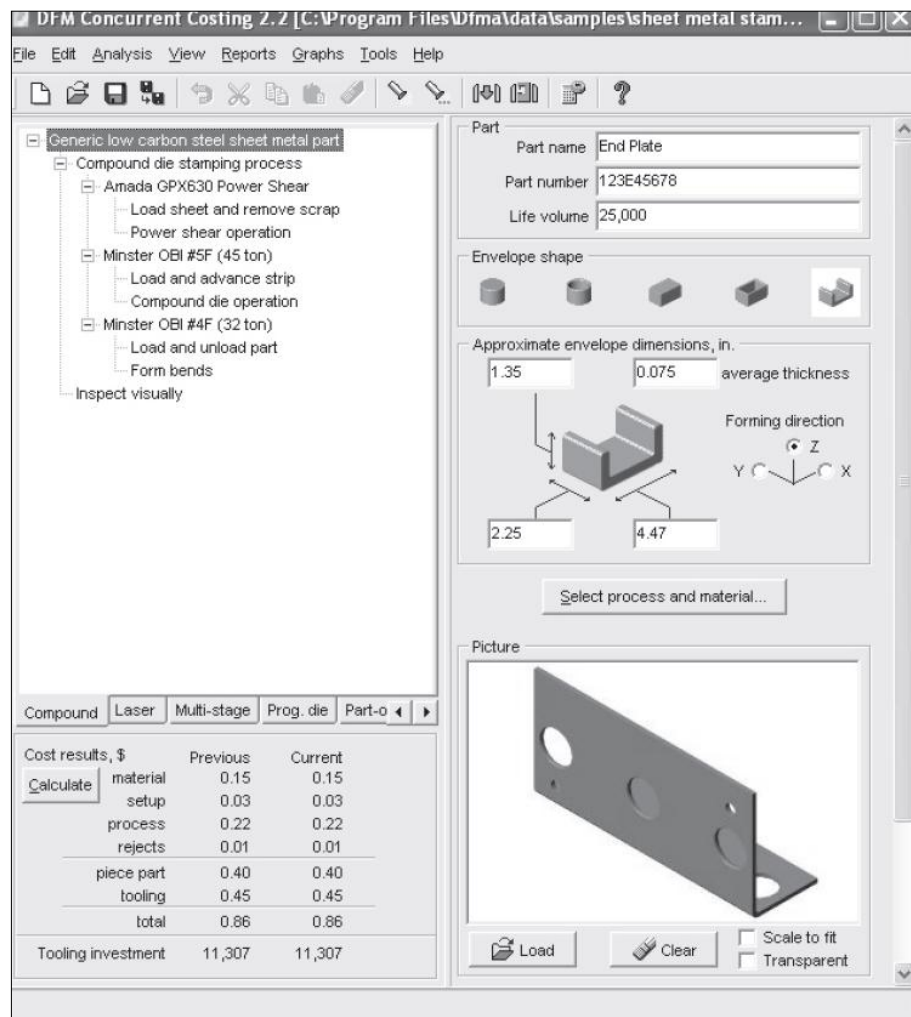 DFM Concurrent Costing 2.2 [C:\Program Files\Dfma\data\samples\sheet metal stam...
File Edit Analysis View Reports Graphs Tools Help
Generic low carbon steel sheet metal part
Compound die stamping process
Amada GPX630 Power Shear
Load sheet and remove scrap
Power shear operation
Minster OBI #5F (45 ton)
Load and advance strip
Compound die operation
Minster OBI #4F (32 ton)
Load and unload part
Form bends
Inspect visually
Compound Laser Multi-stage Prog. die Part-o
Cost results, $ Previous Current
Calculate
material 0.15 0.15
setup 0.03 0.03
process 0.22 0.22
rejects 0.01 0.01
piece part 0.40 0.40
tooling 0.45 0.45
total 0.86 0.86
Tooling investment 11,307 11,307
Part
Part name End Plate
Part number 123E45678
Life volume 25,000
Envelope shape
Approximate envelope dimensions, in.
1.35 0.075 average thickness
Forming direction
Z
Y X
2.25 4.47
Select process and material...
Picture
Load Clear Scale to fit
Transparent